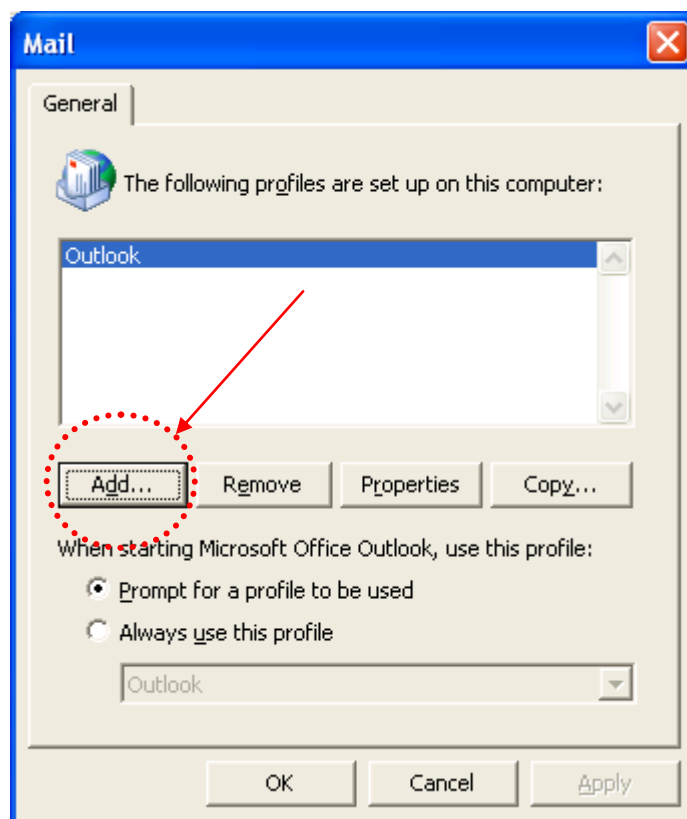 Mail
General
The following profiles are set up on this computer:
Outlook
Add...
Remove
Properties
Copy...
When starting Microsoft Office Outlook, use this profile:
Prompt for a profile to be used
Always use this profile
Outlook
OK
Cancel
Apply